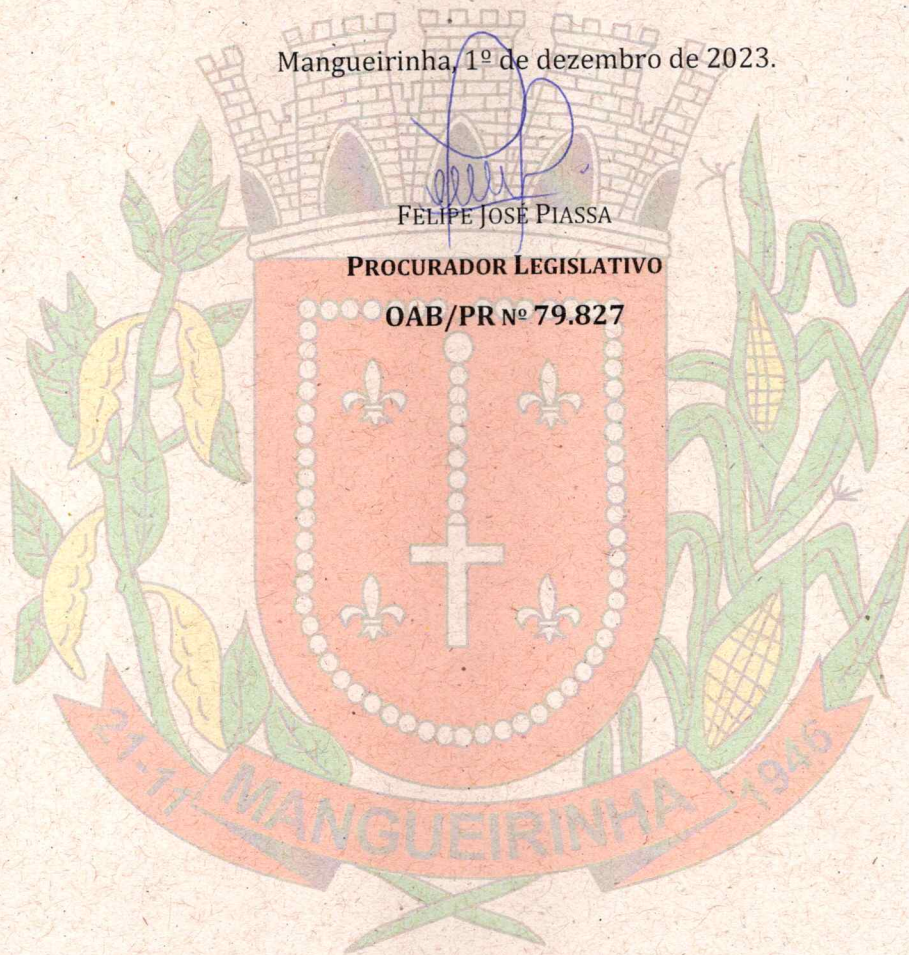 Mangueirinha, 1º de dezembro de 2023.
FELIPE JOSÉ PIASSA
PROCURADOR LEGISLATIVO
OAB/PR Nº 79.827
21-11
MANGUEIRINHA
1946